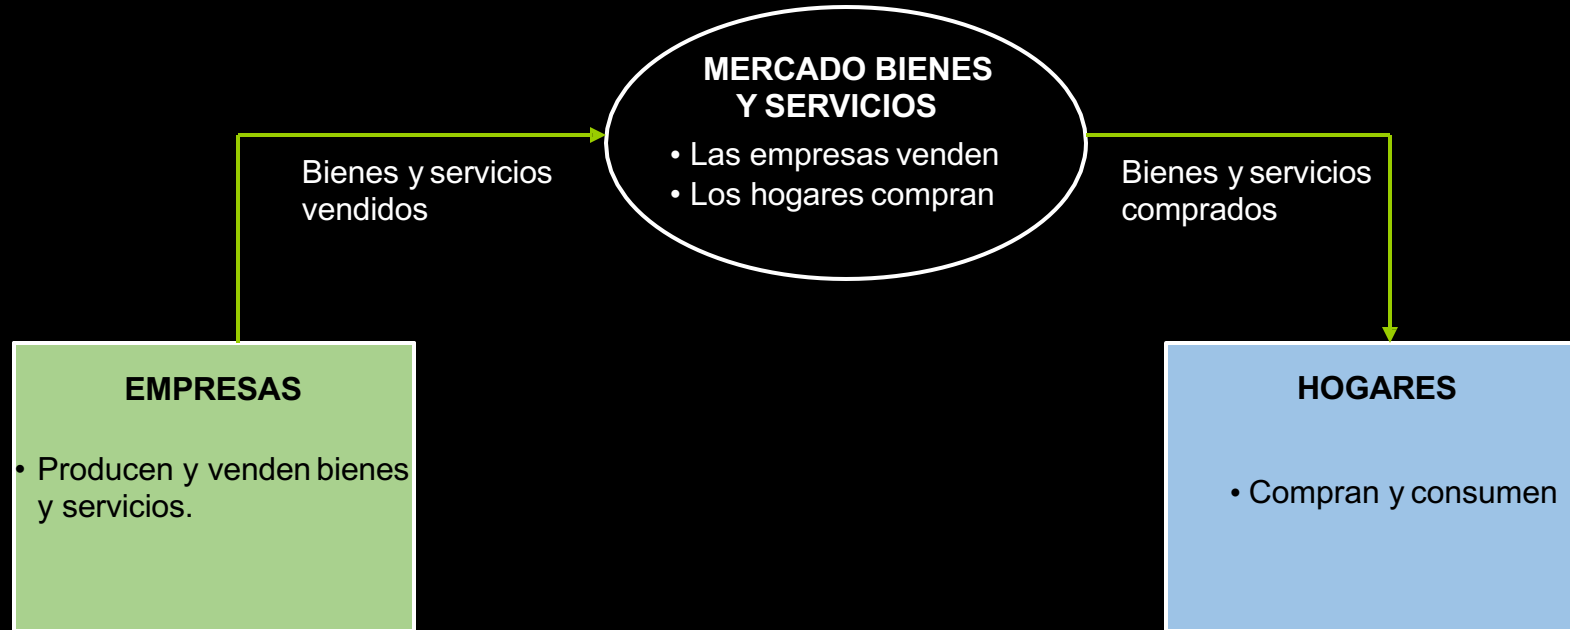 MERCADO BIENES
Y SERVICIOS
• Las empresas venden
• Los hogares compran
Bienes y servicios
vendidos
Bienes y servicios
comprados
EMPRESAS
• Producen y venden bienes
y servicios.
HOGARES
• Compran y consumen